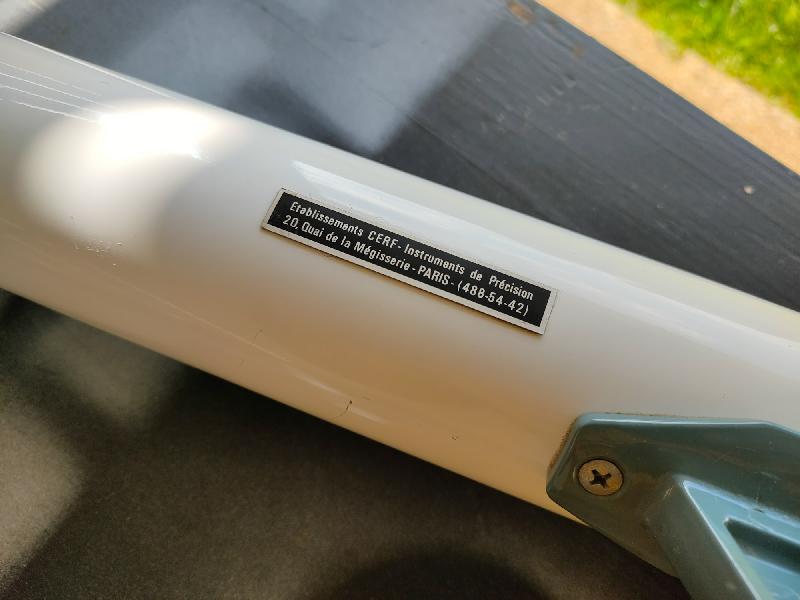 Etablissements CERF - Instruments de Précision
20, Quai de la Mégisserie - PARIS - (488-54-42)